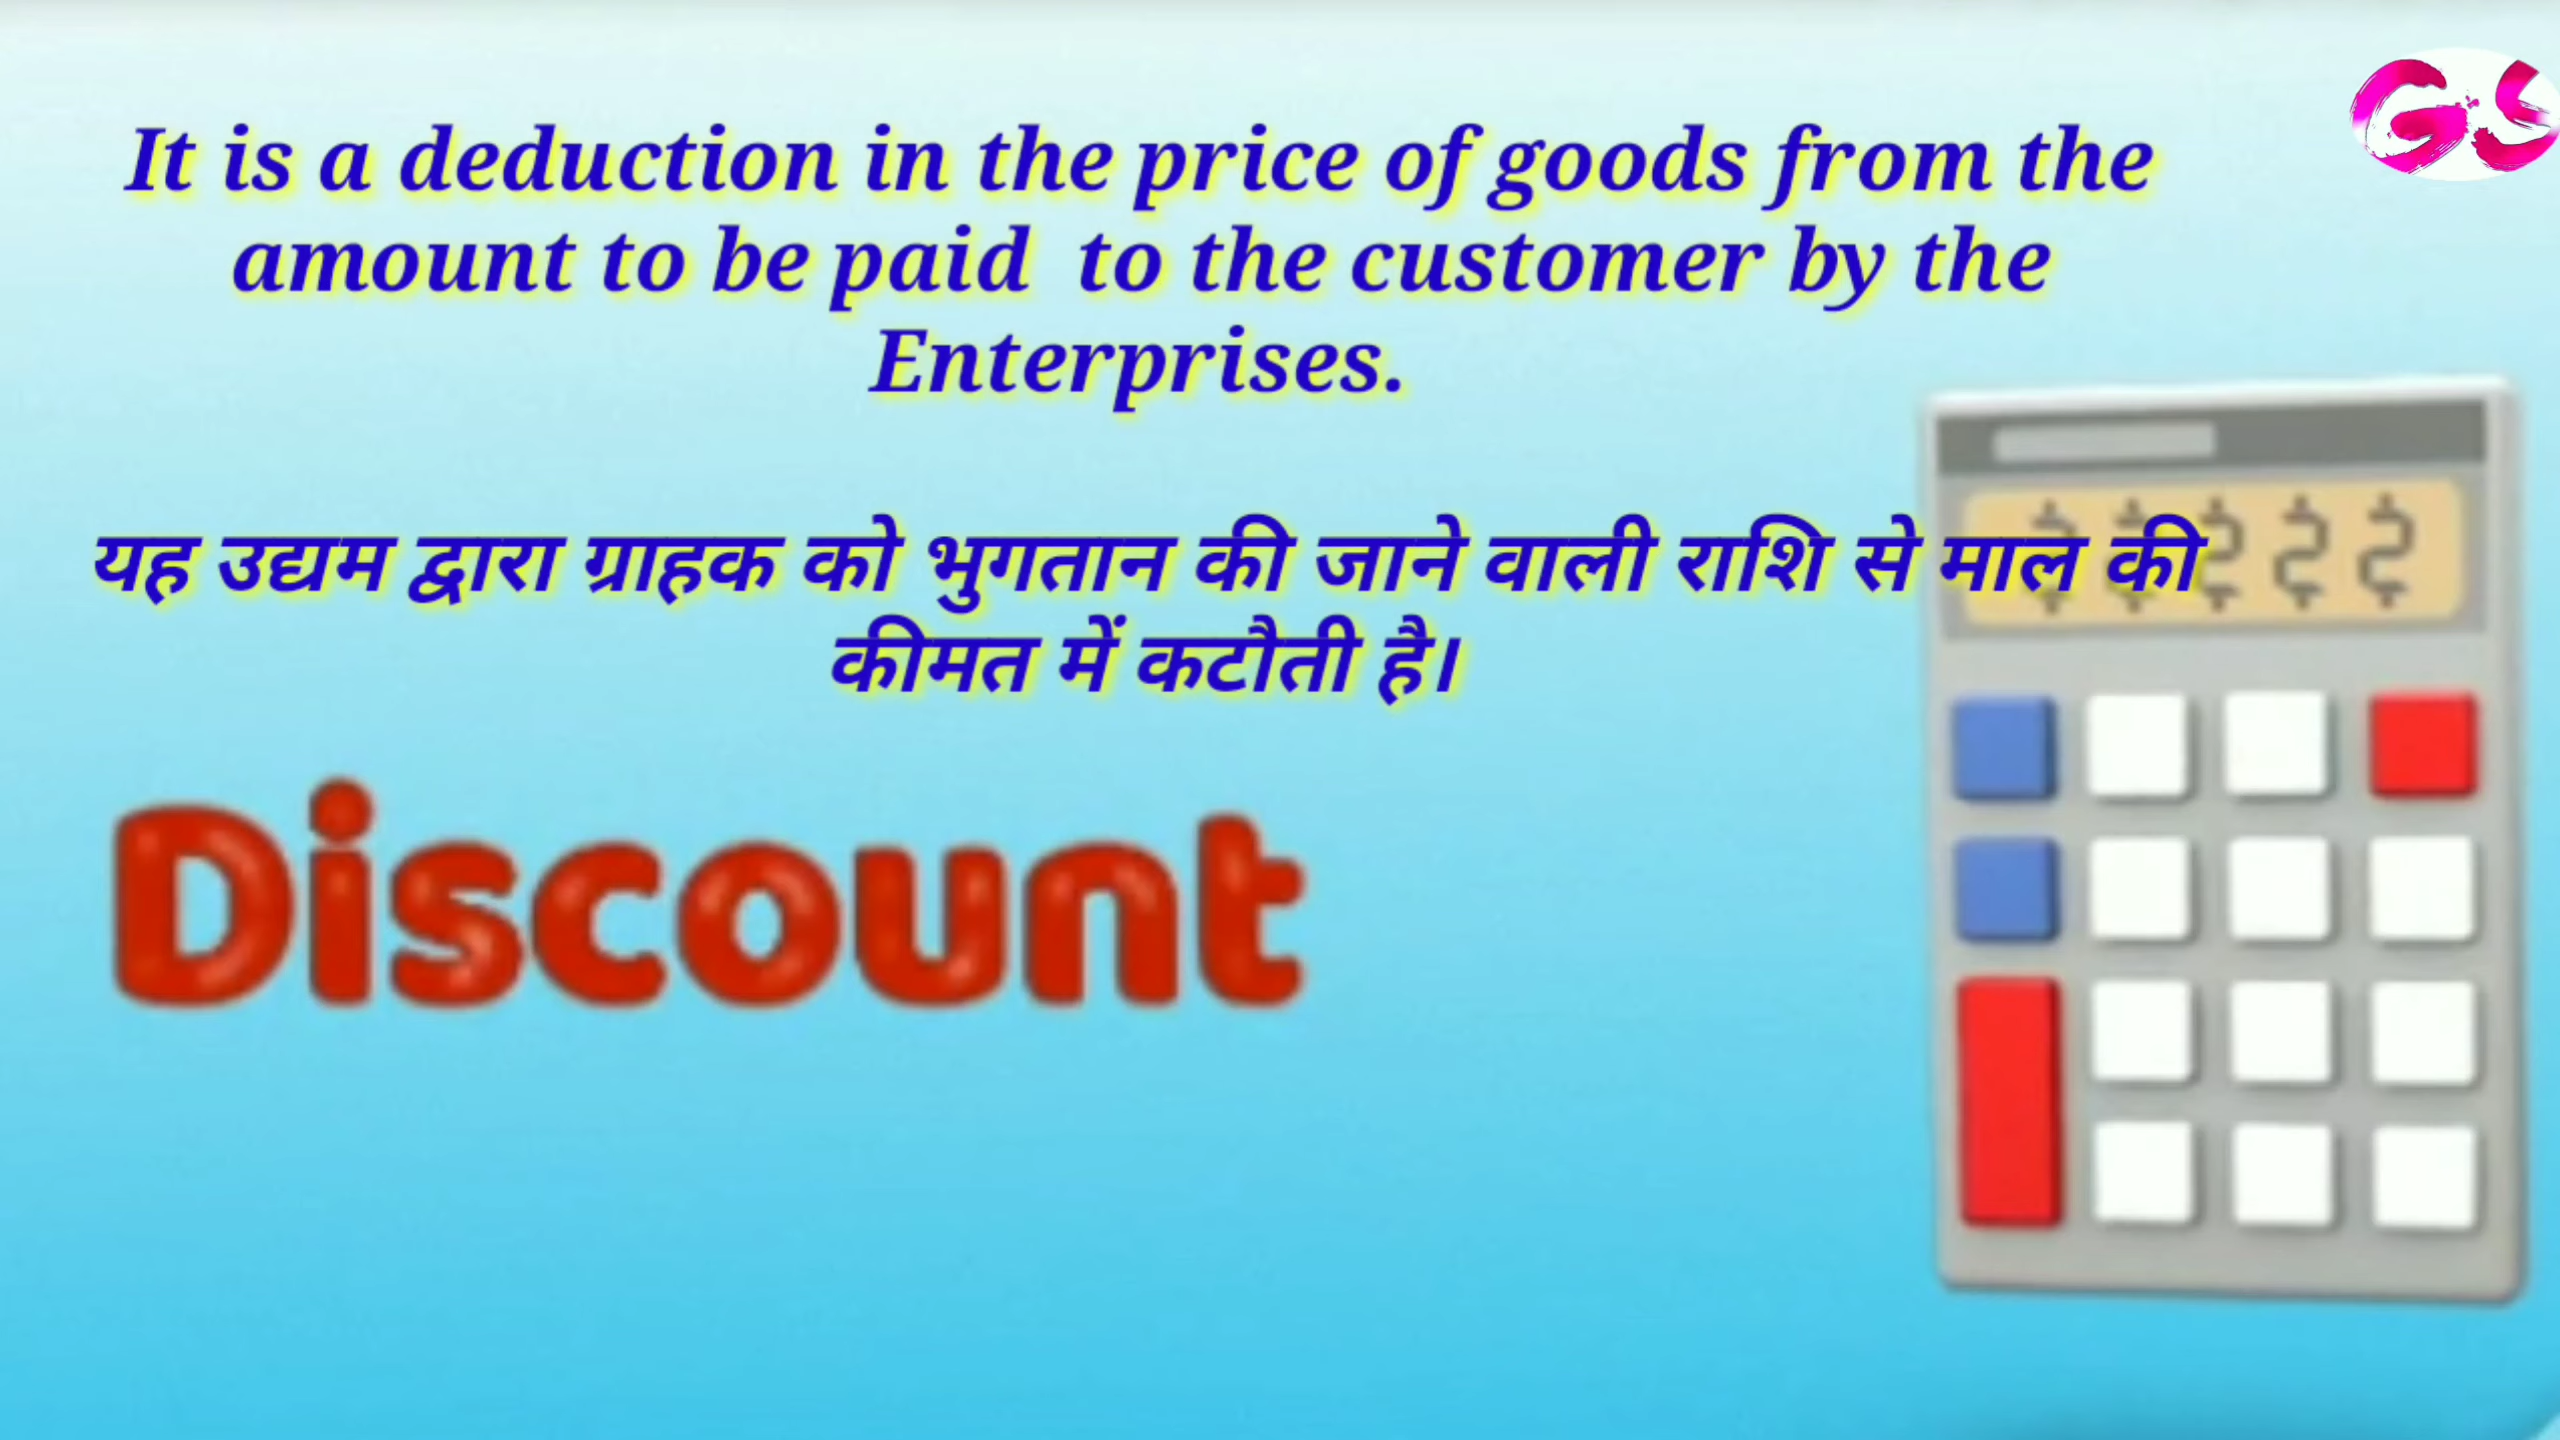 GS
It is a deduction in the price of goods from the
amount to be paid to the customer by the
Enterprises.
यह उद्यम द्वारा ग्राहक को भुगतान की जाने वाली राशि से माल की
कीमत में कटौती है।
Discount